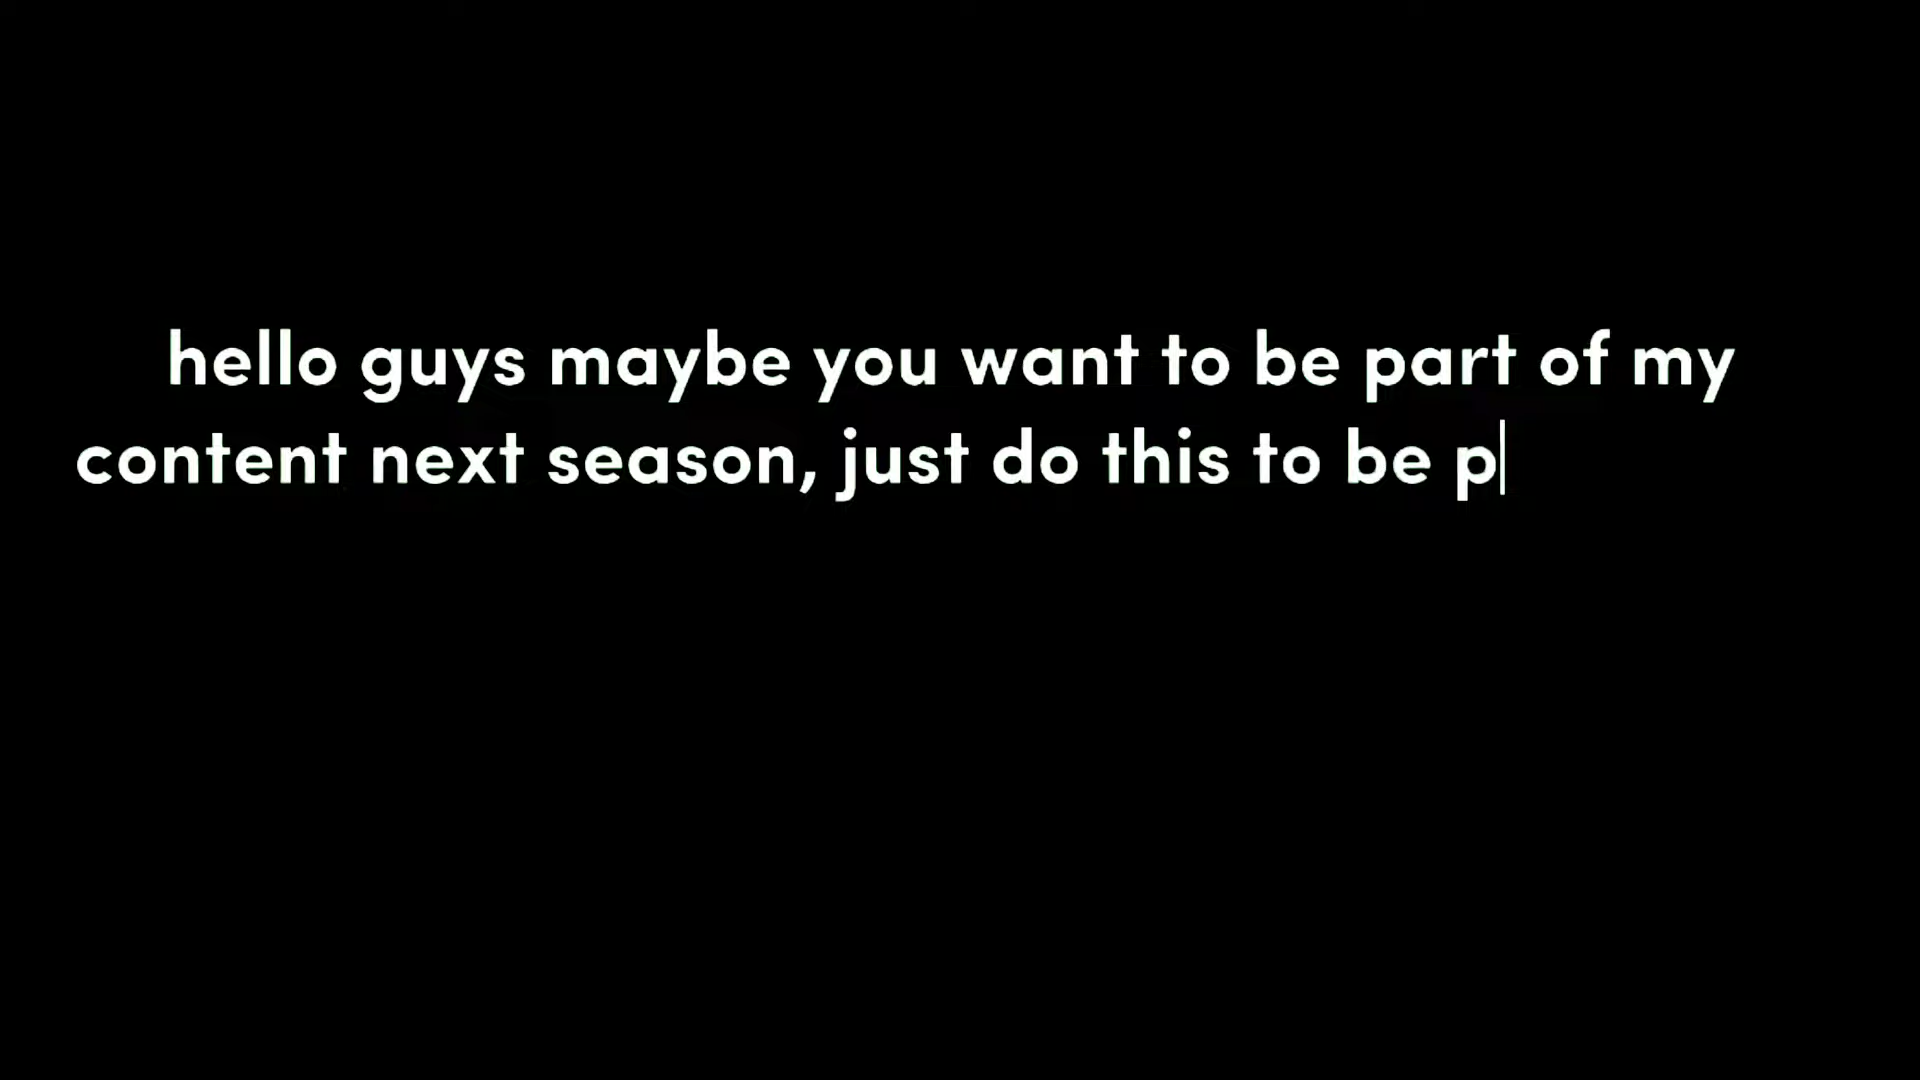 hello guys maybe you want to be part of my
content next season, just do this to be p